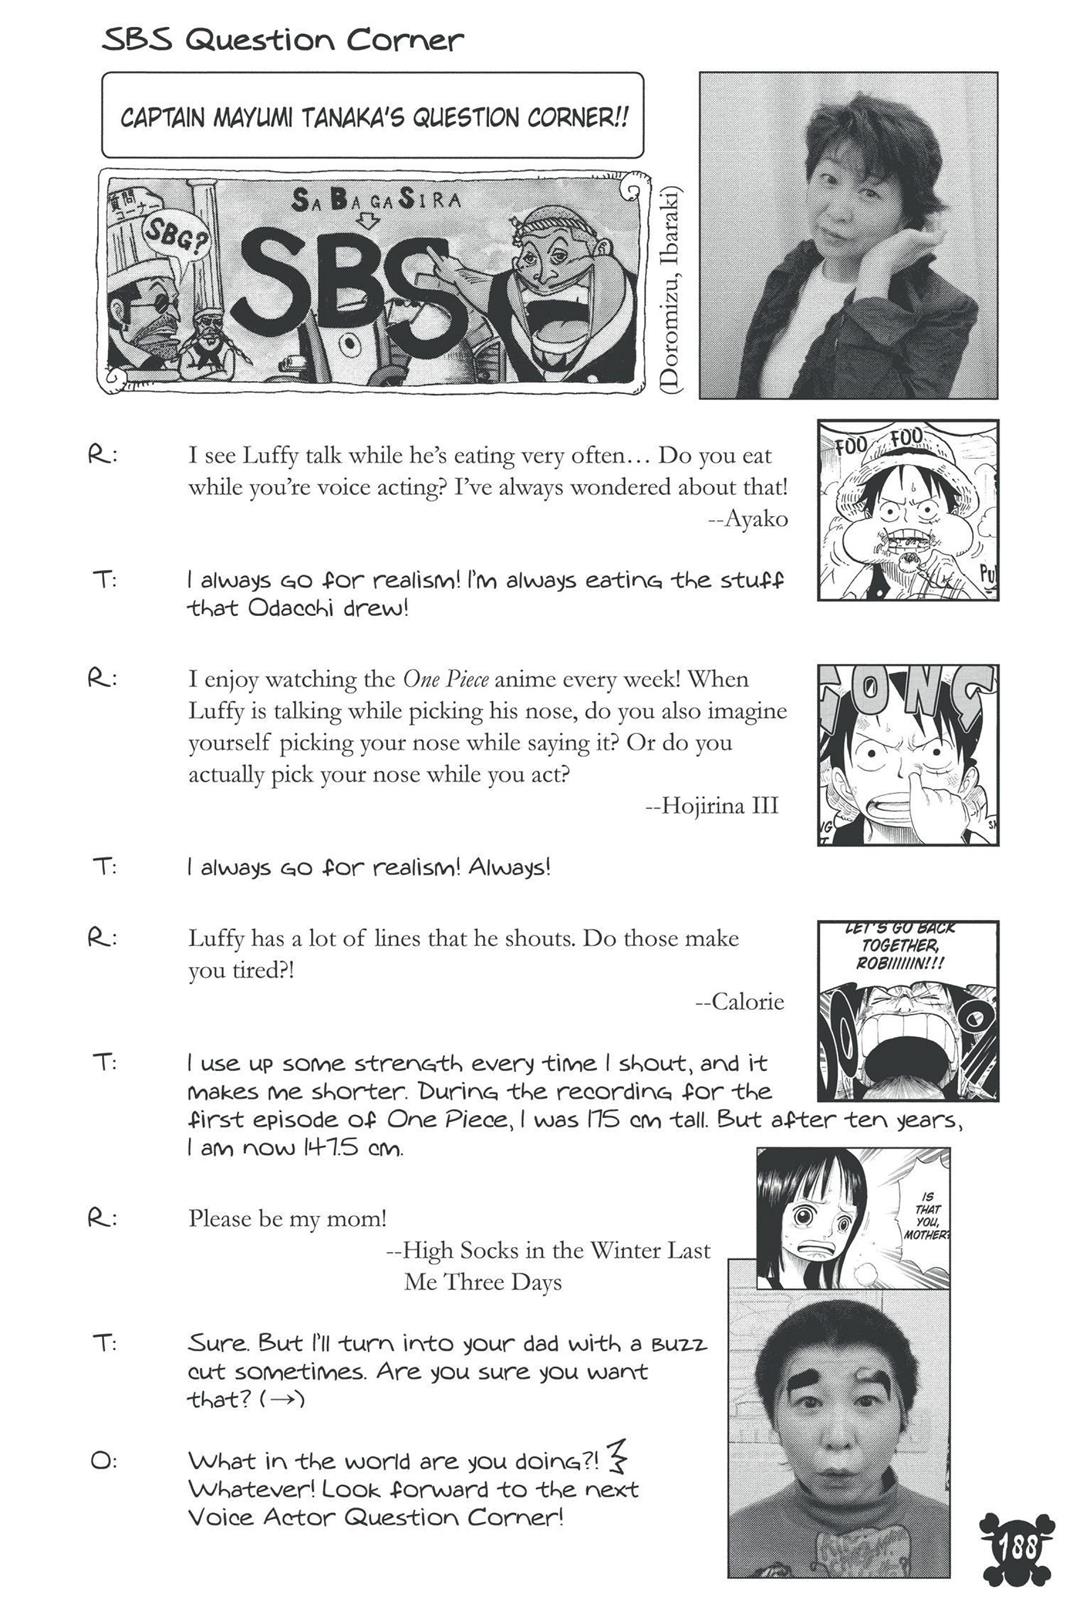 SBS Question Corner
CAPTAIN MAYUMI TANAKA'S QUESTION CORNER!!
SABAGASIRA
質問
コーナー
SBG?
SBS
(Doromizu, Ibaraki)
R: I see Luffy talk while he's eating very often… Do you eat
while you're voice acting? I've always wondered about that!
--Ayako
FOO FOO
T: I always go for realism! I'm always eating the stuff
that Odacchi drew!
R: I enjoy watching the One Piece anime every week! When
Luffy is talking while picking his nose, do you also imagine
yourself picking your nose while saying it? Or do you
actually pick your nose while you act?
--Hojirina III
T: I always go for realism! Always!
R: Luffy has a lot of lines that he shouts. Do those make
you tired?!
--Calorie
LET'S GO BACK
TOGETHER,
ROBIIIIIIN!!!
T: I use up some strength every time I shout, and it
makes me shorter. During the recording for the
first episode of One Piece, I was 175 cm tall. But after ten years,
I am now 147.5 cm.
R: Please be my mom!
--High Socks in the Winter Last
Me Three Days
IS
THAT
YOU,
MOTHER?
T: Sure. But I'll turn into your dad with a buzz
cut sometimes. Are you sure you want
that? (→)
O: What in the world are you doing?!
Whatever! Look forward to the next
Voice Actor Question Corner!
188